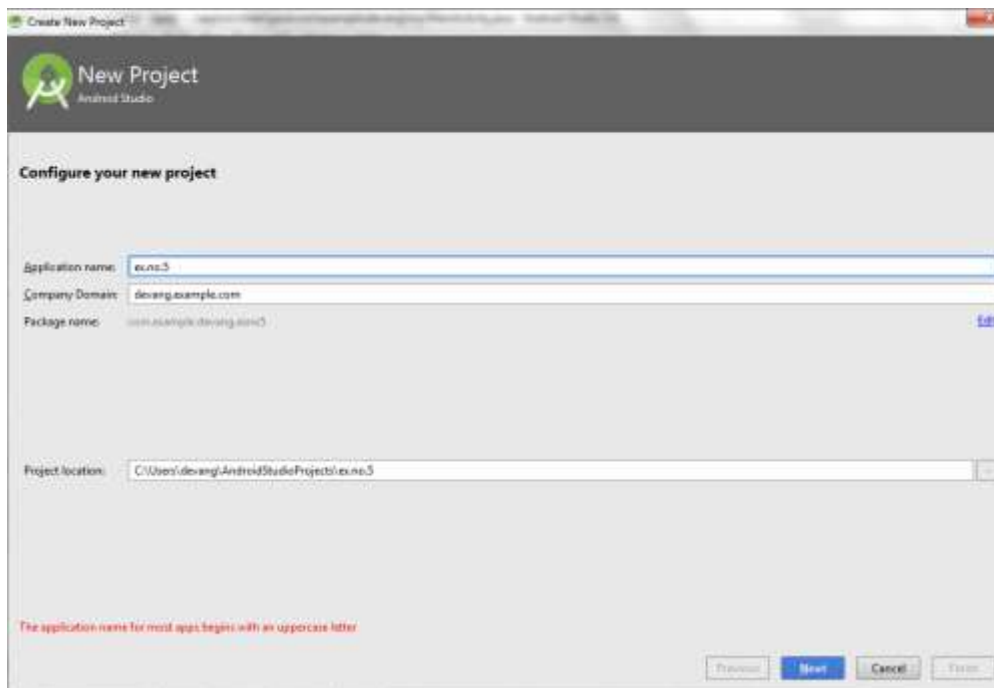 Create New Project
New Project
Android Studio
Configure your new project
Application name: ex.no.5
Company Domain: devang.example.com
Package name: com.example.devang.exno5
Edit
Project location: C:\Users\devang\AndroidStudioProjects\ex.no.5
The application name for most apps begins with an uppercase letter
Previous Next Cancel Finish